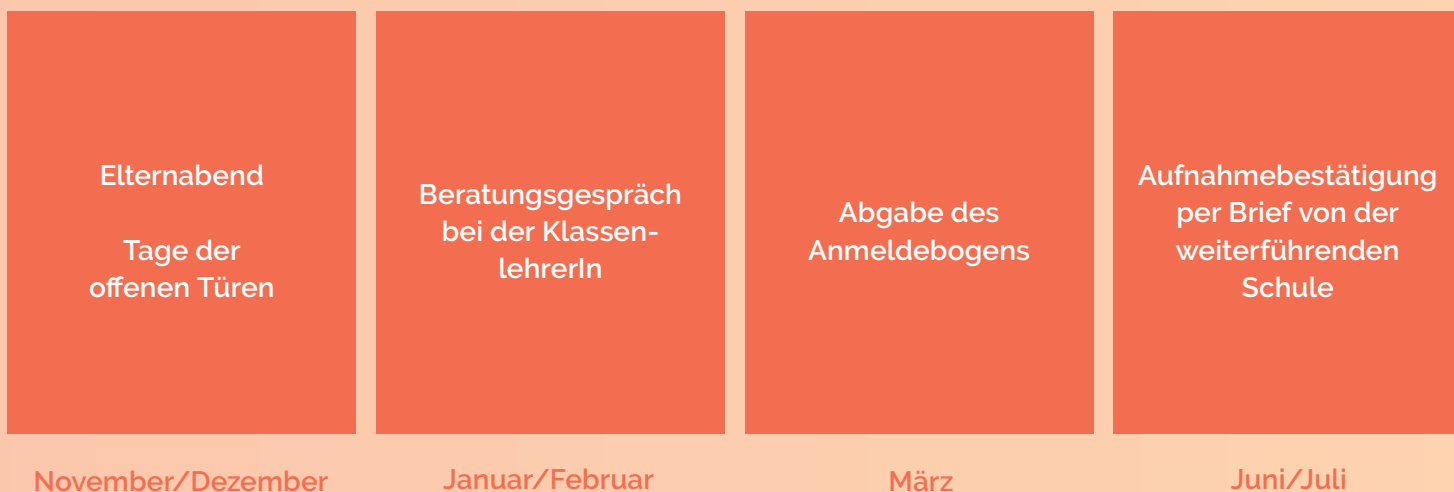 Elternabend
Tage der
offenen Türen
November/Dezember
Beratungsgespräch
bei der Klassen-
lehrerIn
Januar/Februar
Abgabe des
Anmeldebogens
März
Aufnahmebestätigung
per Brief von der
weiterführenden
Schule
Juni/Juli